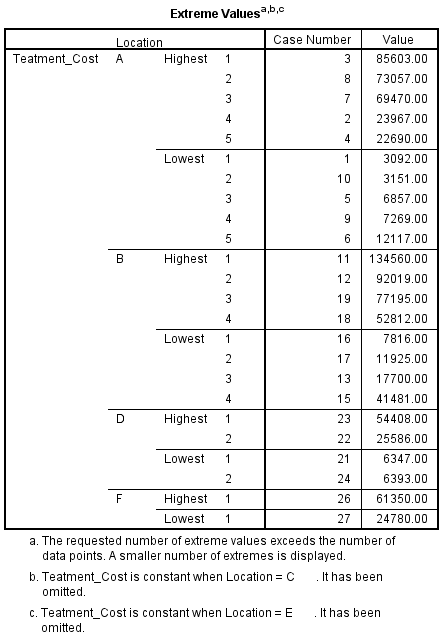 Extreme Valuesa,b,c
Location Case Number Value
Teatment_Cost A Highest 1 3 85603.00
2 8 73057.00
3 7 69470.00
4 2 23967.00
5 4 22690.00
Lowest 1 1 3092.00
2 10 3151.00
3 5 6857.00
4 9 7269.00
5 6 12117.00
B Highest 1 11 134560.00
2 12 92019.00
3 19 77195.00
4 18 52812.00
Lowest 1 16 7816.00
2 17 11925.00
3 13 17700.00
4 15 41481.00
D Highest 1 23 54408.00
2 22 25586.00
Lowest 1 21 6347.00
2 24 6393.00
F Highest 1 26 61350.00
Lowest 1 27 24780.00
a. The requested number of extreme values exceeds the number of
data points. A smaller number of extremes is displayed.
b. Teatment_Cost is constant when Location = C . It has been
omitted.
c. Teatment_Cost is constant when Location = E . It has been
omitted.